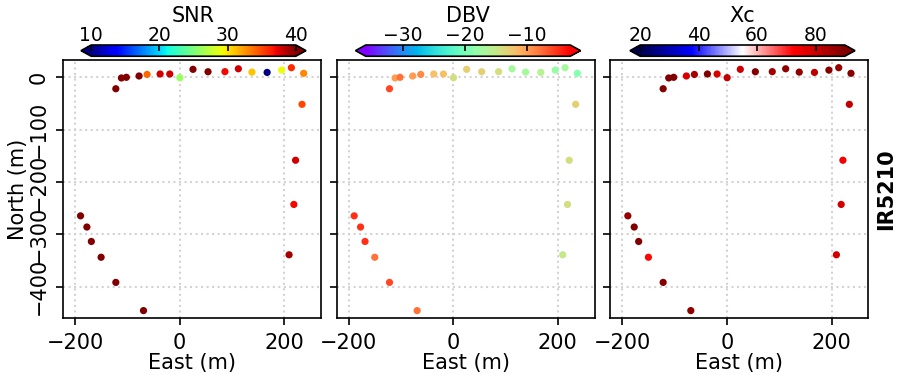 SNR DBV Xc
10 20 30 40 −30 −20 −10 20 40 60 80
0
−100
−200
−300
−400
North (m)
IR5210
−200 0 200 −200 0 200 −200 0 200
East (m) East (m) East (m)